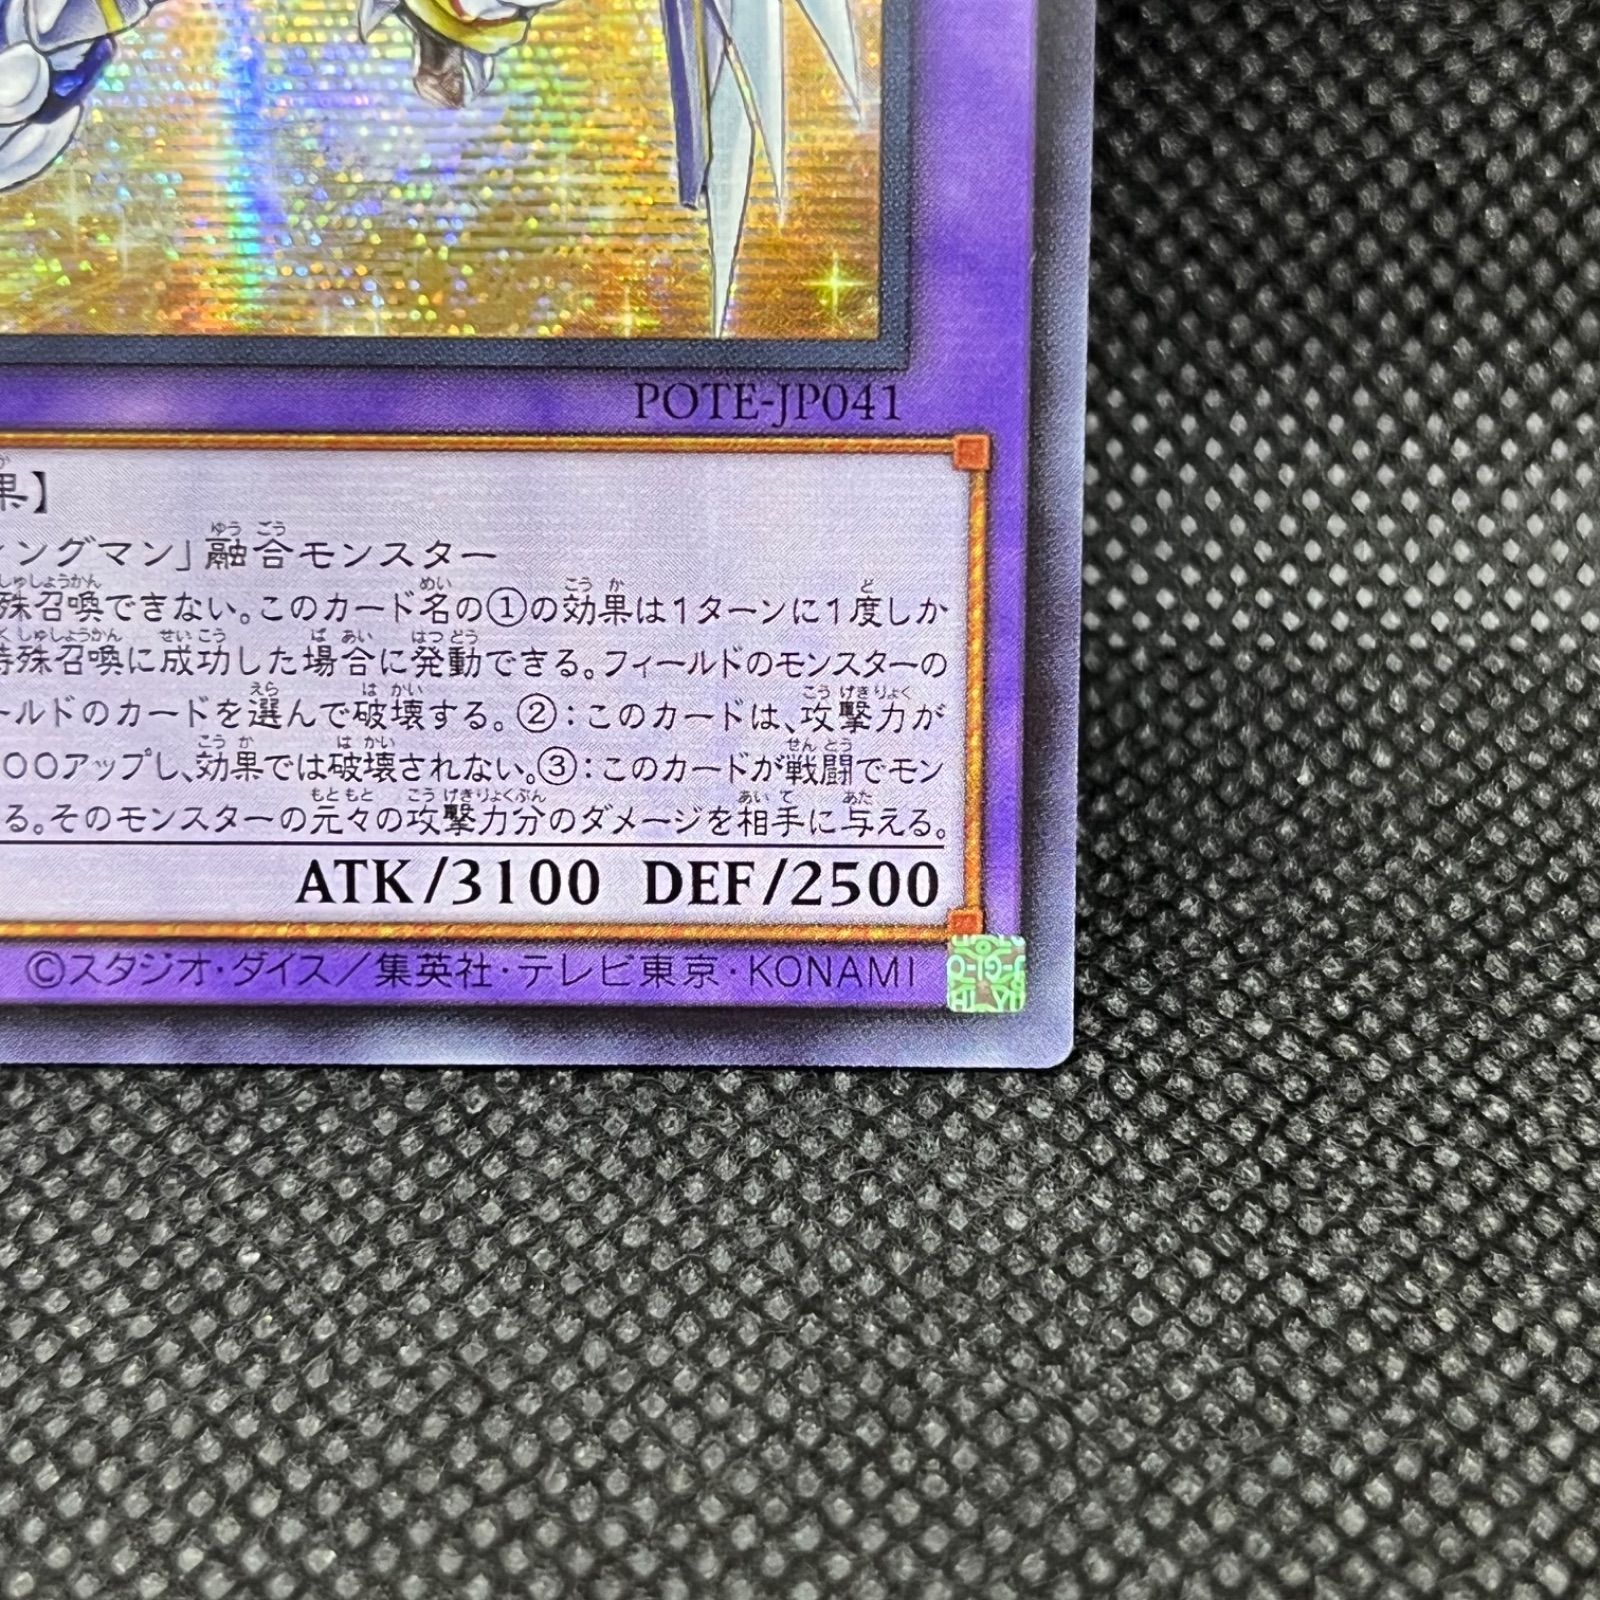 POTE-JP041
果】
ィングマン」融合モンスター
殊召喚できない。このカード名の①の効果は1ターンに1度しか
特殊召喚に成功した場合に発動できる。フィールドのモンスターの
ールドのカードを選んで破壊する。②:このカードは、攻撃力が
00アップし、効果では破壊されない。③:このカードが戦闘でモン
る。そのモンスターの元々の攻撃力分のダメージを相手に与える。
ATK/3100 DEF/2500
©スタジオ・ダイス/集英社・テレビ東京・KONAMI